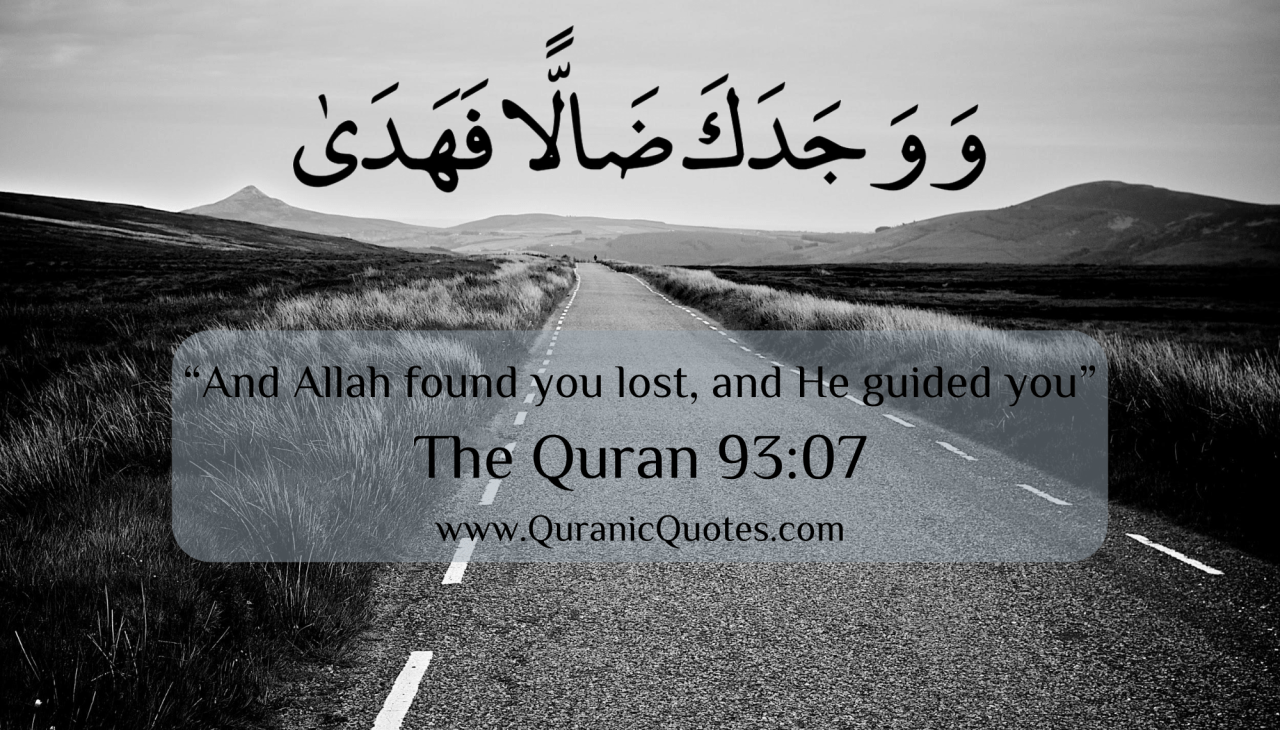 وَ وَ جَدَكَ ضَالًّا فَهَدَىٰ
“And Allah found you lost, and He guided you”
The Quran 93:07
www.QuranicQuotes.com